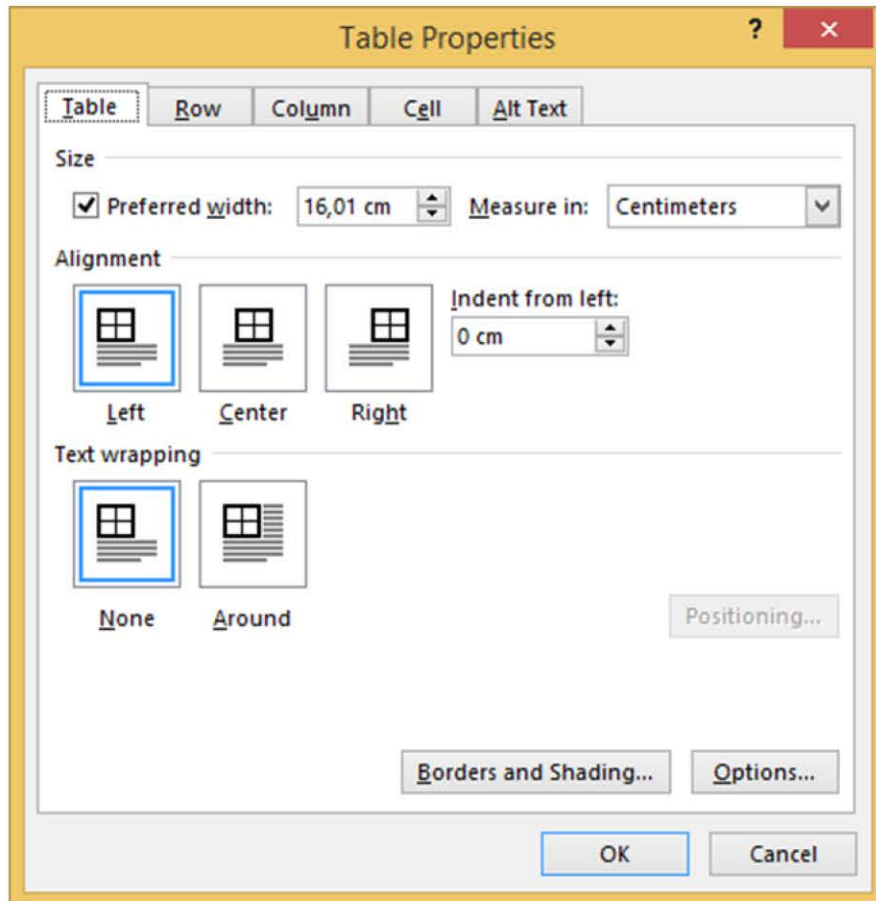 Table Properties ?
Table Row Column Cell Alt Text
Size
Preferred width: 16,01 cm Measure in: Centimeters
Alignment
Indent from left:
0 cm
Left Center Right
Text wrapping
None Around
Positioning...
Borders and Shading... Options...
OK Cancel